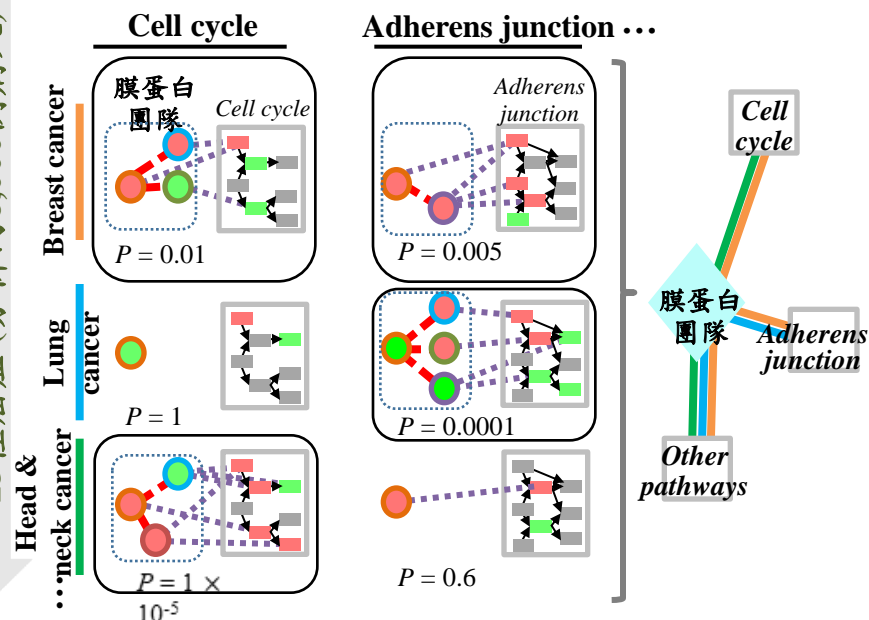 Cell cycle
Adherens junction ...
Breast cancer
膜蛋白
團隊
Cell cycle
P = 0.01
Adherens
junction
P = 0.005
Lung
cancer
P = 1
P = 0.0001
Head &
...neck cancer
P = 1 ×
10⁻⁵
P = 0.6
Cell
cycle
膜蛋白
團隊
Adherens
junction
Other
pathways